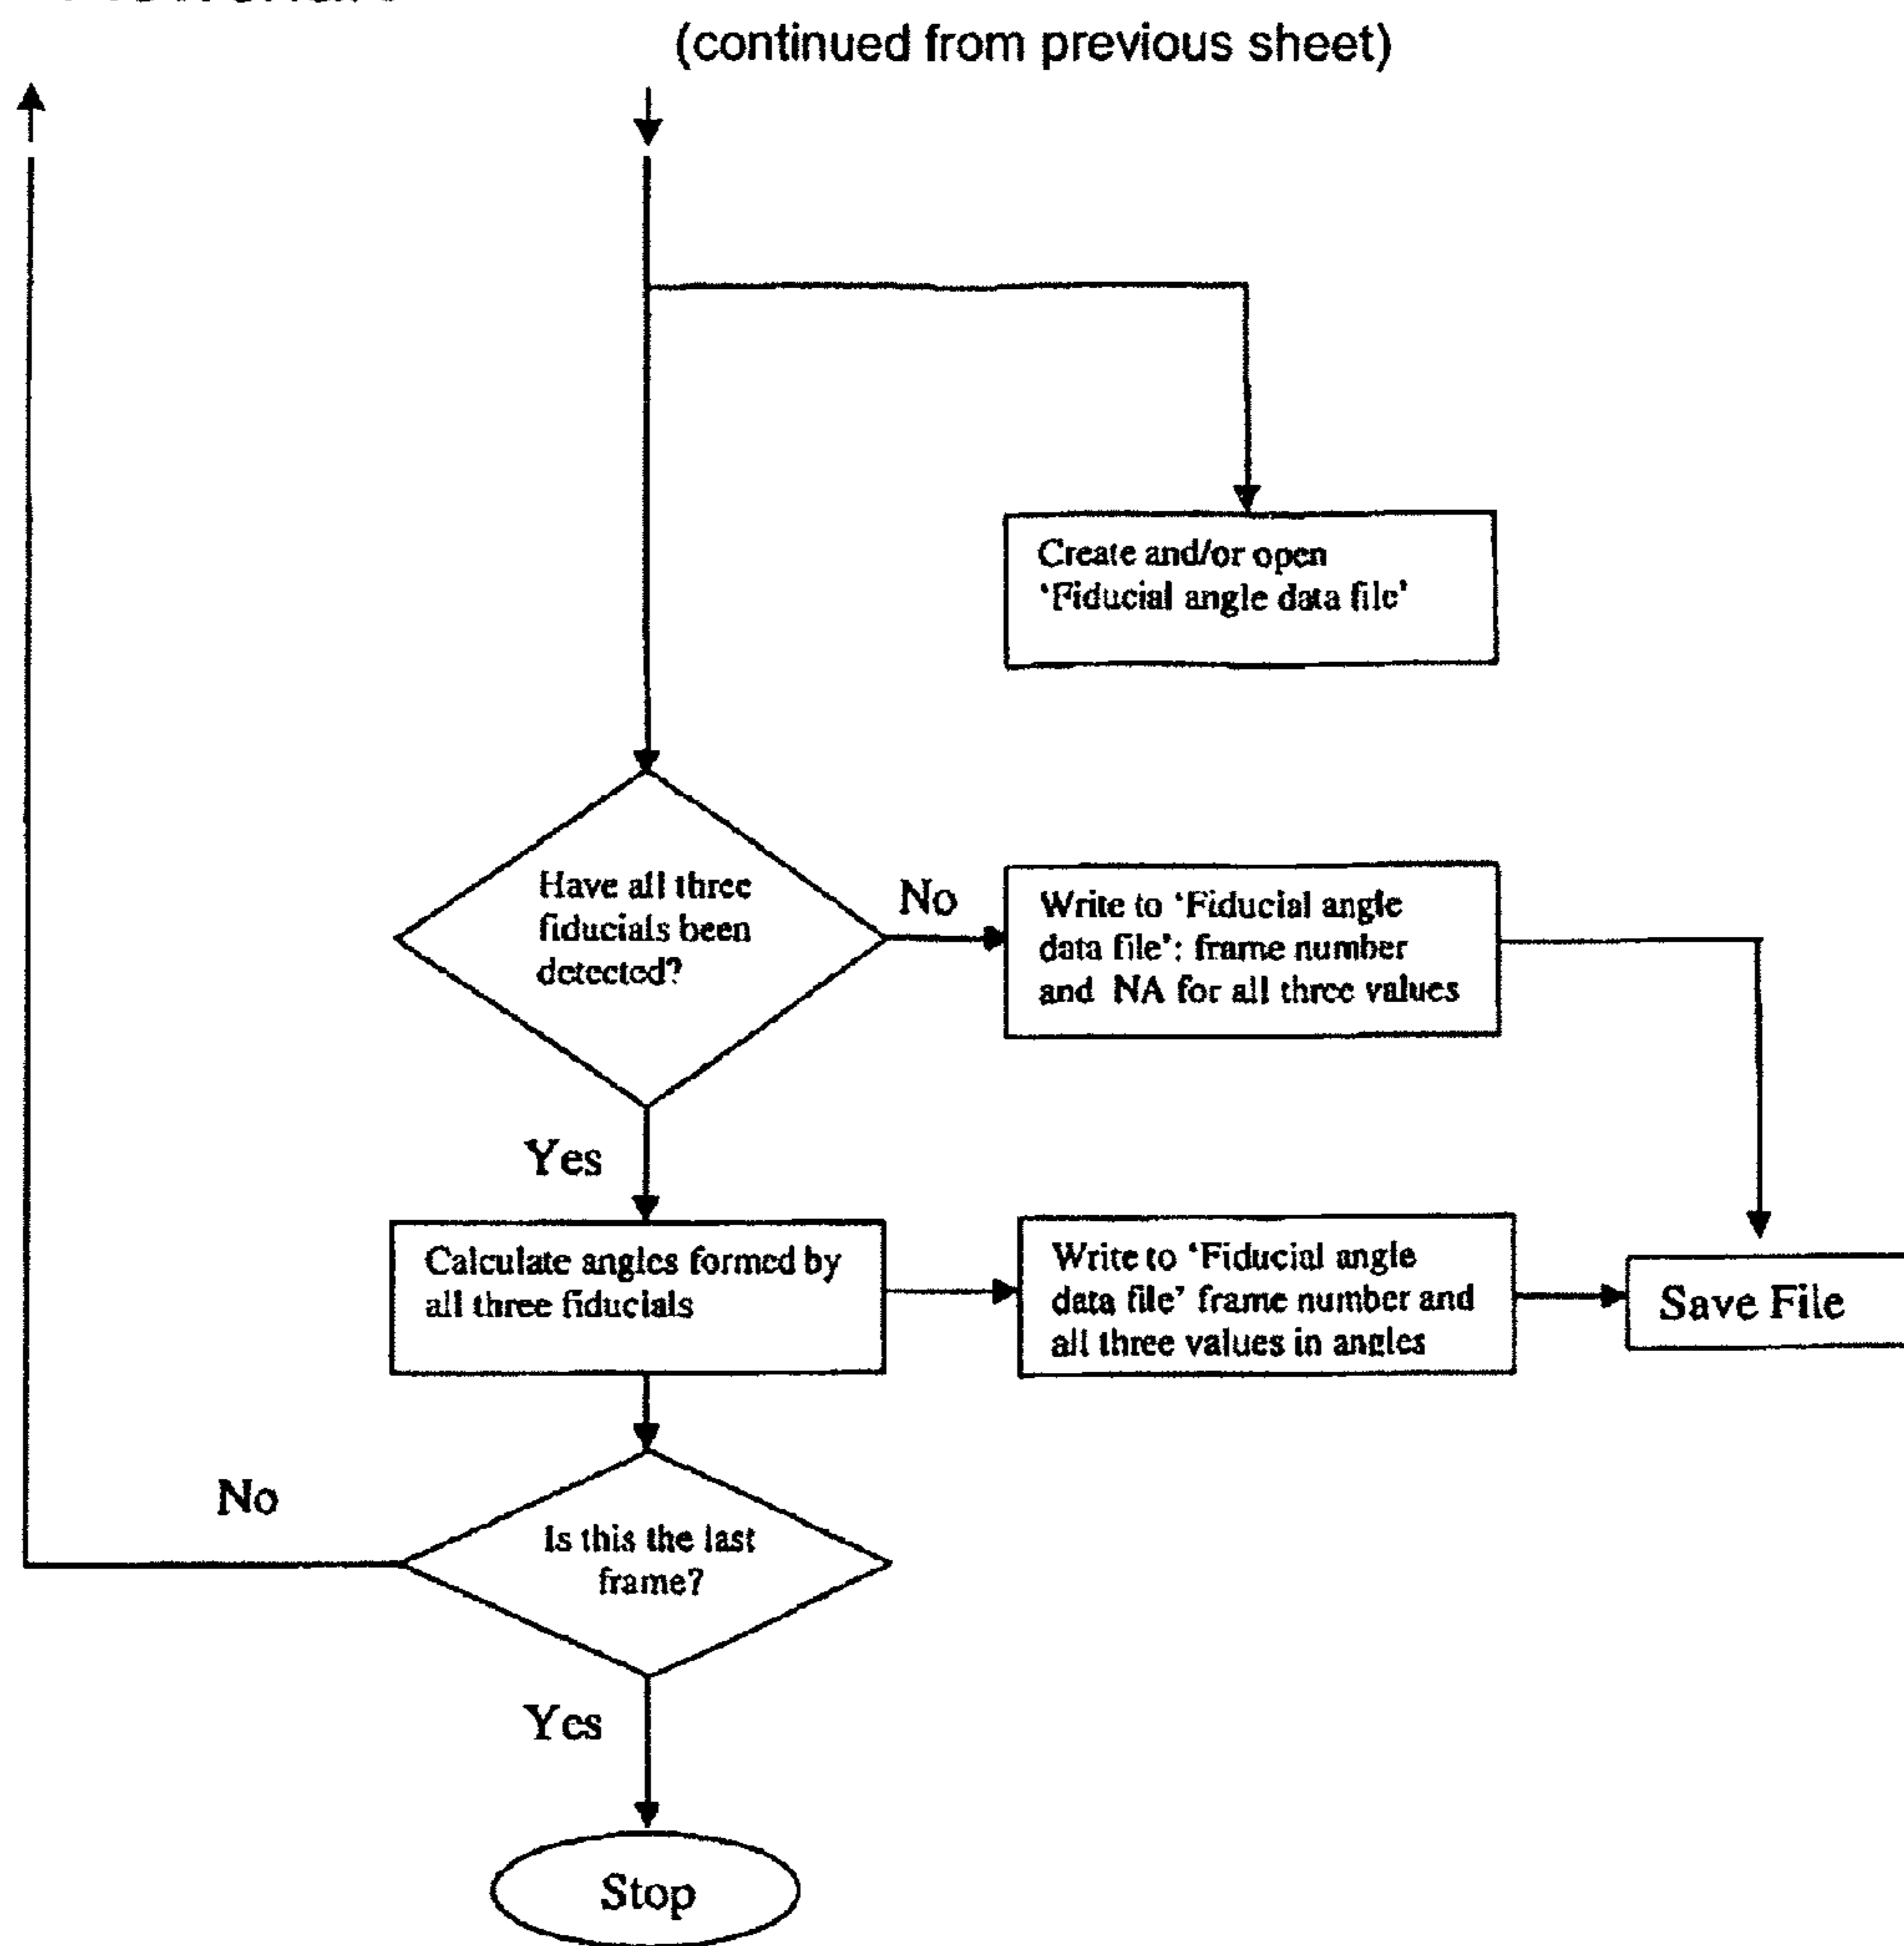 (continued from previous sheet)
Create and/or open
‘Fiducial angle data file’
Have all three
fiducials been
detected?
No
Write to ‘Fiducial angle
data file’: frame number
and NA for all three values
Yes
Calculate angles formed by
all three fiducials
Write to ‘Fiducial angle
data file’ frame number and
all three values in angles
Save File
No
Is this the last
frame?
Yes
Stop